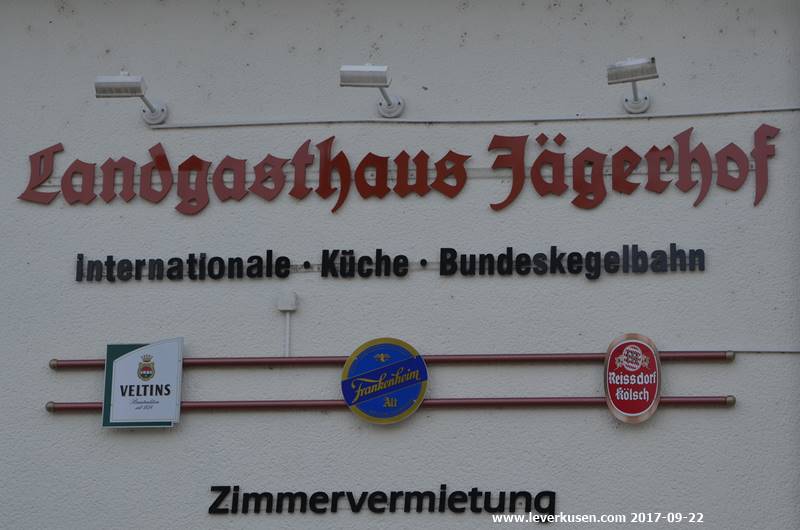 Landgasthaus Jägerhof
internationale · Küche · Bundeskegelbahn
VELTINS
Frankenheim
Alt
Reissdorf
Kölsch
Zimmervermietung
www.leverkusen.com 2017-09-22